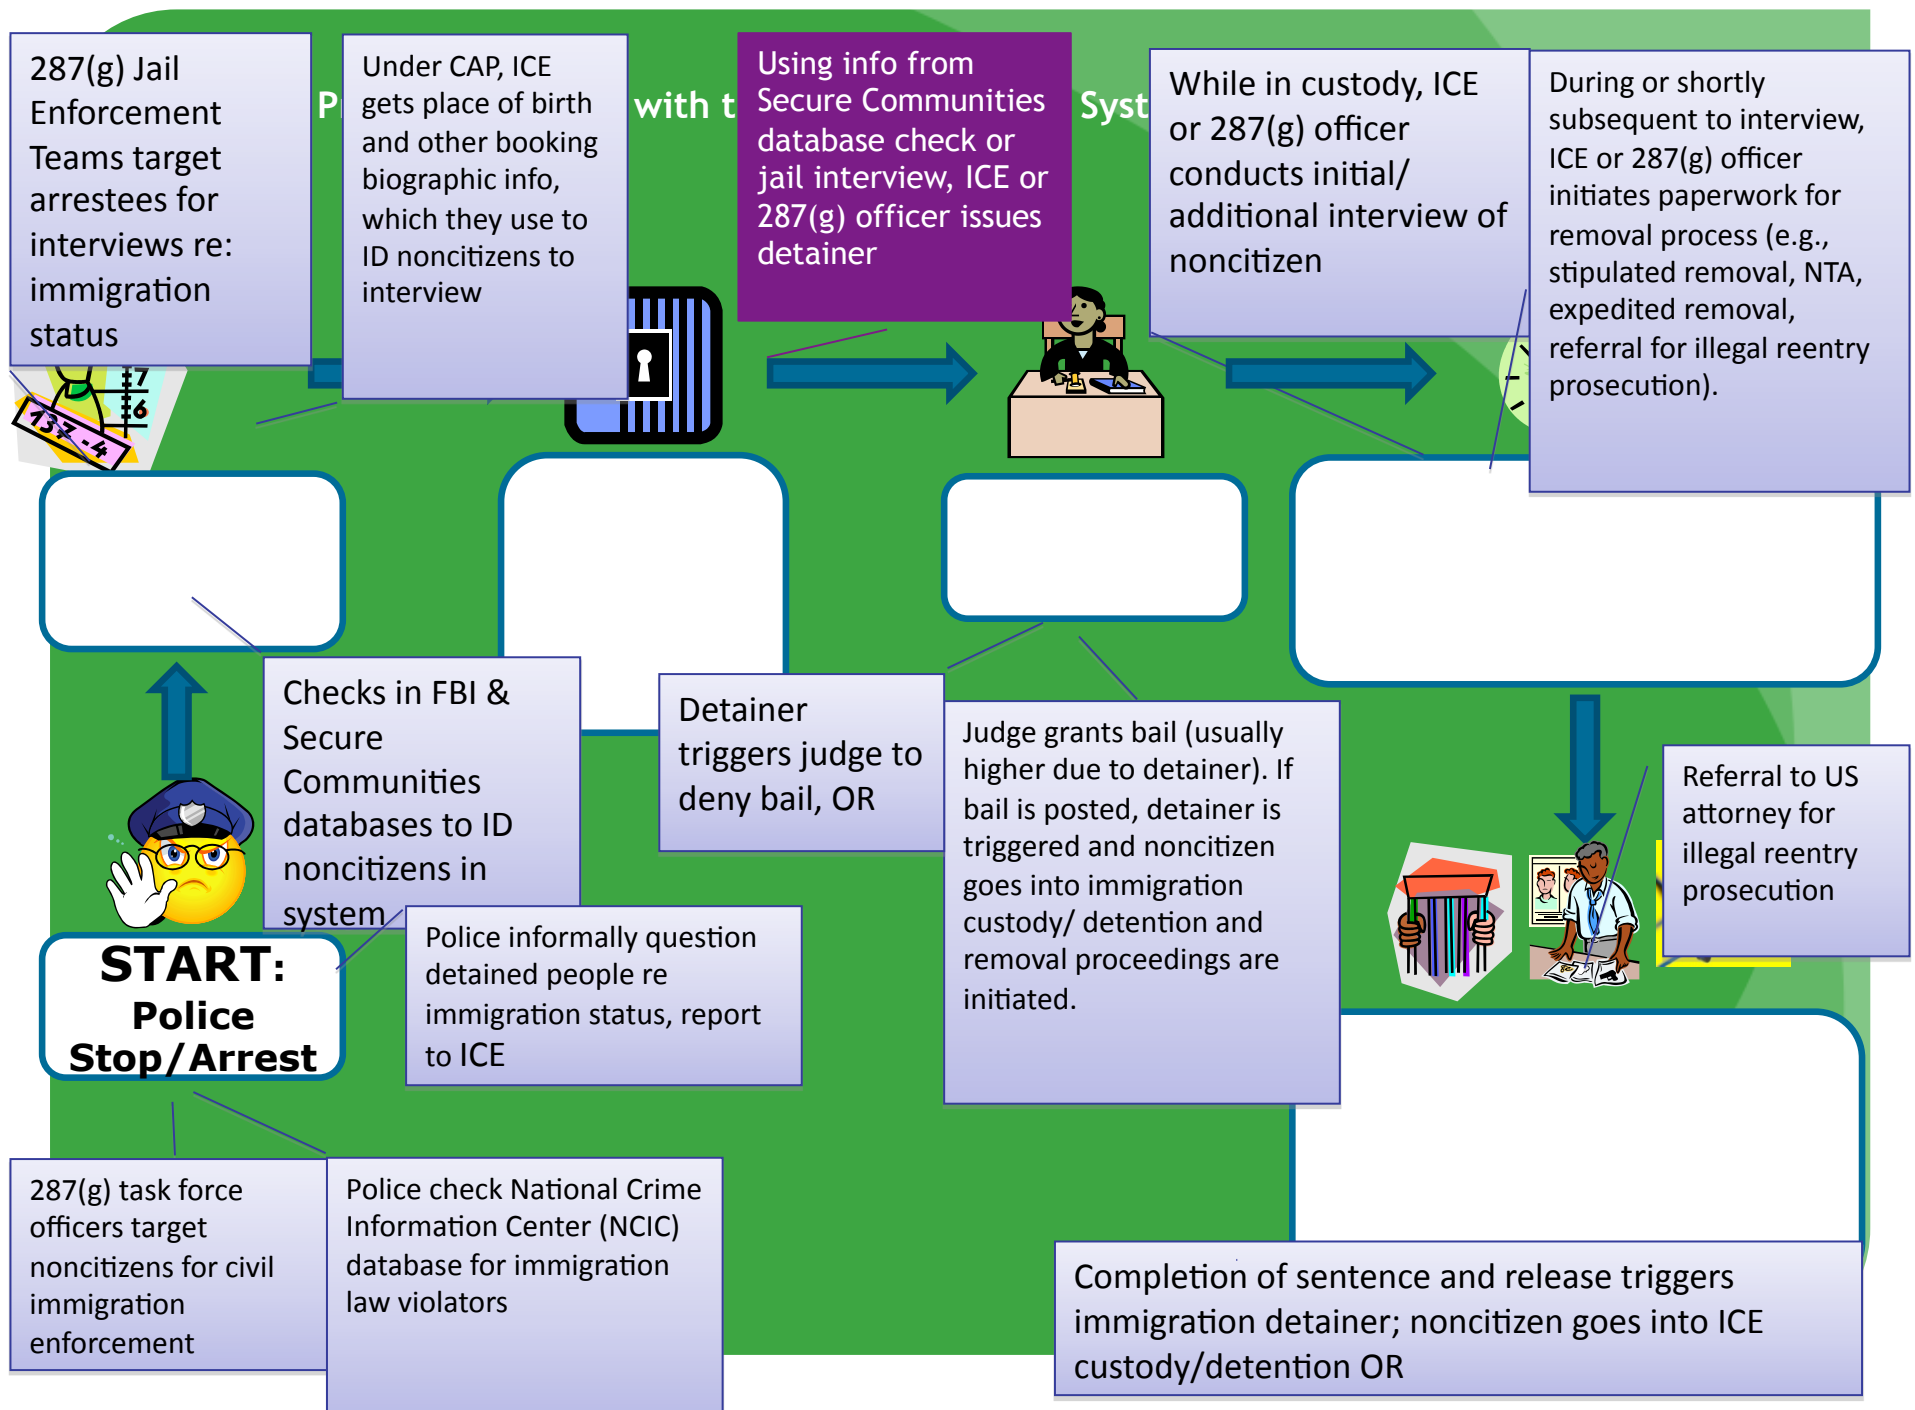 287(g) Jail
Enforcement
Teams target
arrestees for
interviews re:
immigration
status
Under CAP, ICE
gets place of birth
and other booking
biographic info,
which they use to
ID noncitizens to
interview
with t
Using info from
Secure Communities
database check or
jail interview, ICE or
287(g) officer issues
detainer
Syst
While in custody, ICE
or 287(g) officer
conducts initial/
additional interview of
noncitizen
During or shortly
subsequent to interview,
ICE or 287(g) officer
initiates paperwork for
removal process (e.g.,
stipulated removal, NTA,
expedited removal,
referral for illegal reentry
prosecution).
7
6
137-4
Checks in FBI &
Secure
Communities
databases to ID
noncitizens in
system
Detainer
triggers judge to
deny bail, OR
Judge grants bail (usually
higher due to detainer). If
bail is posted, detainer is
triggered and noncitizen
goes into immigration
custody/ detention and
removal proceedings are
initiated.
Referral to US
attorney for
illegal reentry
prosecution
START:
Police
Stop/Arrest
Police informally question
detained people re
immigration status, report
to ICE
287(g) task force
officers target
noncitizens for civil
immigration
enforcement
Police check National Crime
Information Center (NCIC)
database for immigration
law violators
Completion of sentence and release triggers
immigration detainer; noncitizen goes into ICE
custody/detention OR